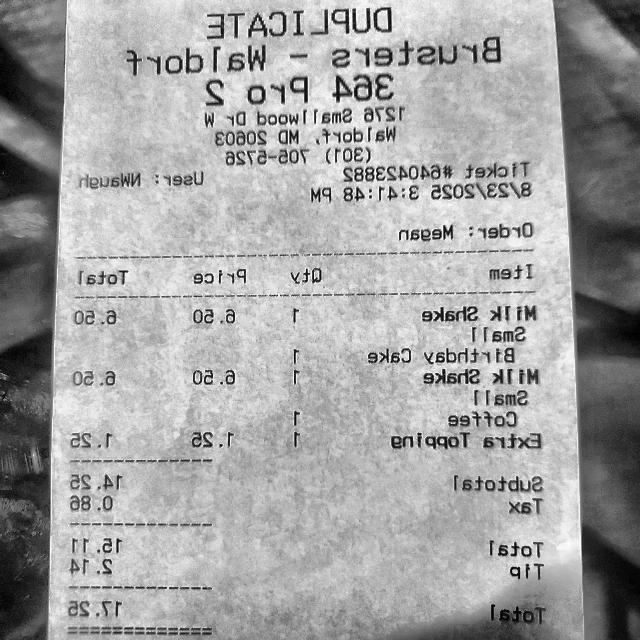 DUPLICATE
Brusters - Waldorf
364 Pro 2
1276 Smallwood Dr W
Waldorf, MD 20603
(301) 705-5726
Ticket #640423882 User: NWaugh
8/23/2025 3:41:48 PM
Order: Megan
Item Qty Price Total
Milk Shake 1 6.50 6.50
Small
Birthday Cake 1
Milk Shake 1 6.50 6.50
Small
Coffee 1
Extra Topping 1 1.25 1.25
Subtotal 14.25
Tax 0.86
Total 15.11
Tip 2.14
Total 17.25